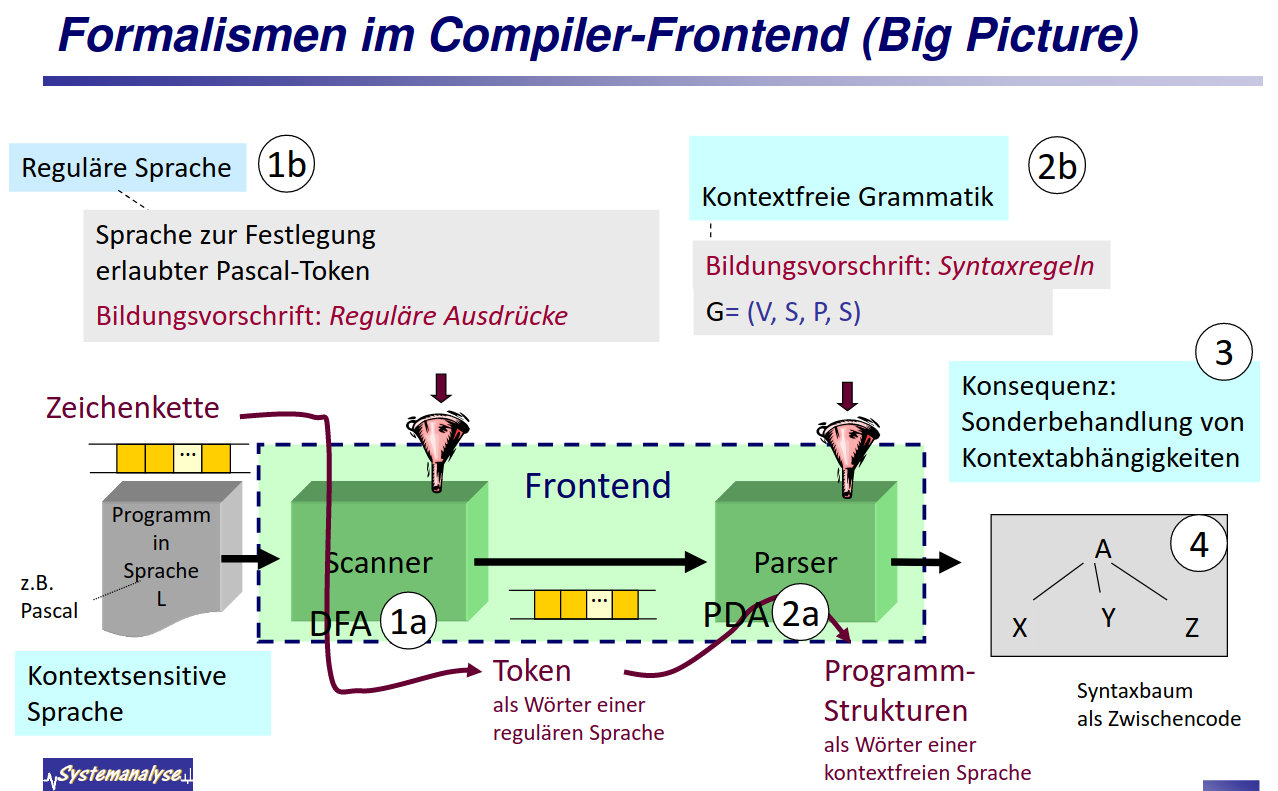 Formalismen im Compiler-Frontend (Big Picture)
Reguläre Sprache
1b
Sprache zur Festlegung
erlaubter Pascal-Token
Bildungsvorschrift: Reguläre Ausdrücke
2b
Kontextfreie Grammatik
Bildungsvorschrift: Syntaxregeln
G= (V, S, P, S)
3
Konsequenz:
Sonderbehandlung von
Kontextabhängigkeiten
Zeichenkette
...
Programm
in
Sprache
L
z.B.
Pascal
Kontextsensitive
Sprache
Frontend
Scanner
DFA
1a
...
Parser
PDA
2a
Token
als Wörter einer
regulären Sprache
Programm-
Strukturen
als Wörter einer
kontextfreien Sprache
4
A
X
Y
Z
Syntaxbaum
als Zwischencode
Systemanalyse